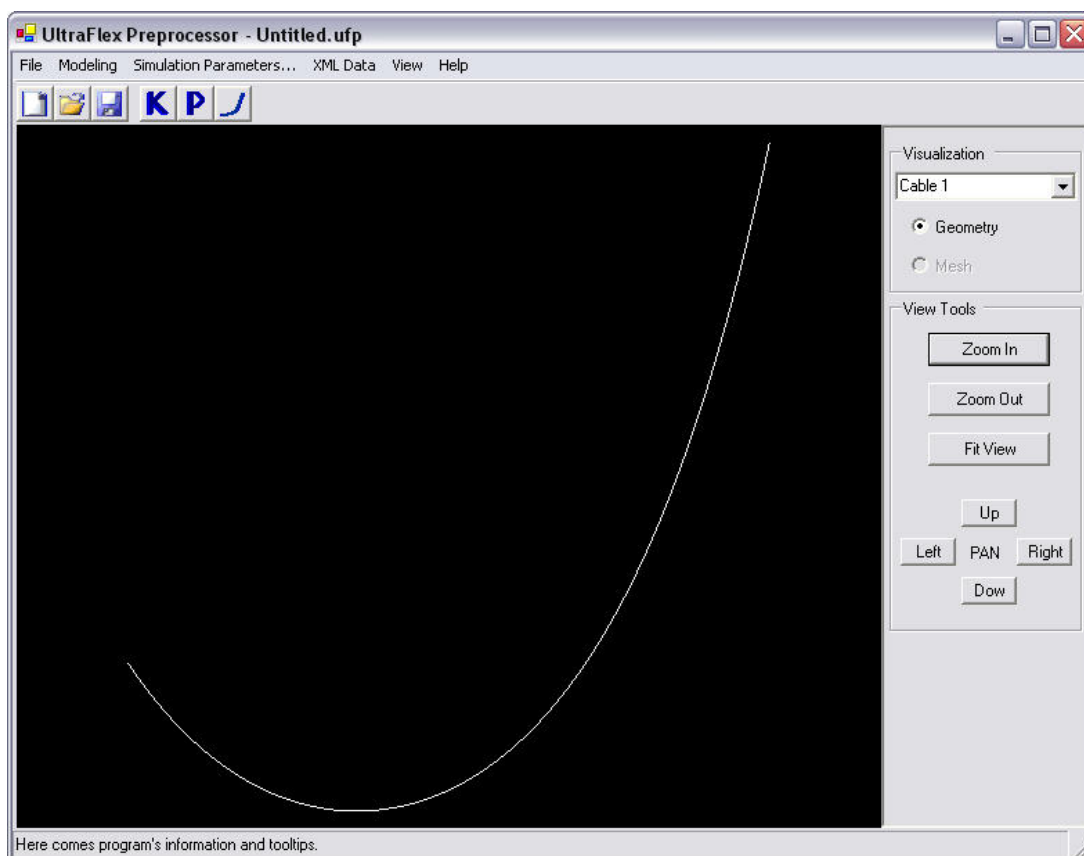 UltraFlex Preprocessor - Untitled.ufp
File Modeling Simulation Parameters... XML Data View Help
K P
Visualization
Cable 1
Geometry
Mesh
View Tools
Zoom In
Zoom Out
Fit View
Up
Left PAN Right
Dow
Here comes program's information and tooltips.